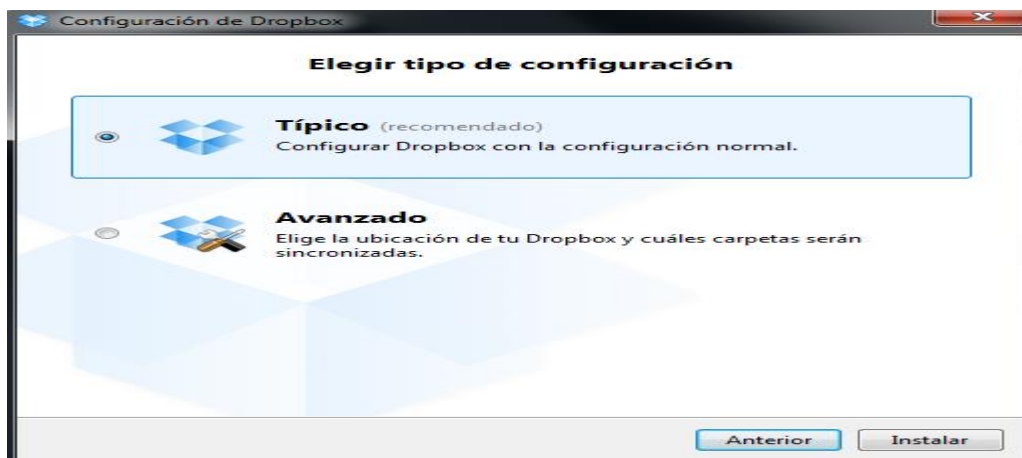 Configuración de Dropbox
Elegir tipo de configuración
Típico (recomendado)
Configurar Dropbox con la configuración normal.
Avanzado
Elige la ubicación de tu Dropbox y cuáles carpetas serán
sincronizadas.
Anterior Instalar